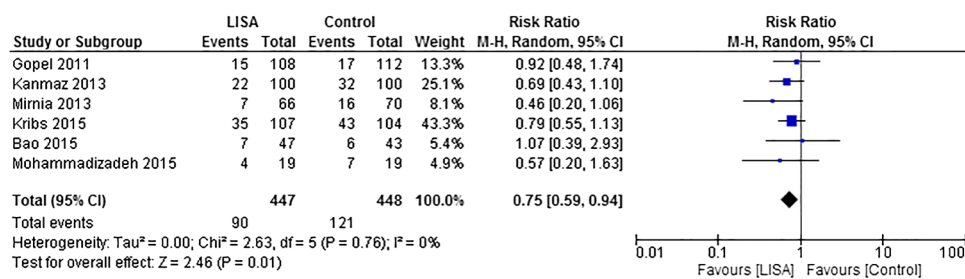 LISA Control Risk Ratio Risk Ratio
Study or Subgroup Events Total Events Total Weight M-H, Random, 95% CI M-H, Random, 95% CI
Gopel 2011 15 108 17 112 13.3% 0.92 [0.48, 1.74]
Kanmaz 2013 22 100 32 100 25.1% 0.69 [0.43, 1.10]
Mirnia 2013 7 66 16 70 8.1% 0.46 [0.20, 1.06]
Kribs 2015 35 107 43 104 43.3% 0.79 [0.55, 1.13]
Bao 2015 7 47 6 43 5.4% 1.07 [0.39, 2.93]
Mohammadizadeh 2015 4 19 7 19 4.9% 0.57 [0.20, 1.63]
Total (95% CI) 447 448 100.0% 0.75 [0.59, 0.94]
Total events 90 121
Heterogeneity: Tau² = 0.00; Chi² = 2.63, df = 5 (P = 0.76); I² = 0%
Test for overall effect: Z = 2.46 (P = 0.01)
0.01 0.1 1 10 100
Favours [LISA] Favours [Control]